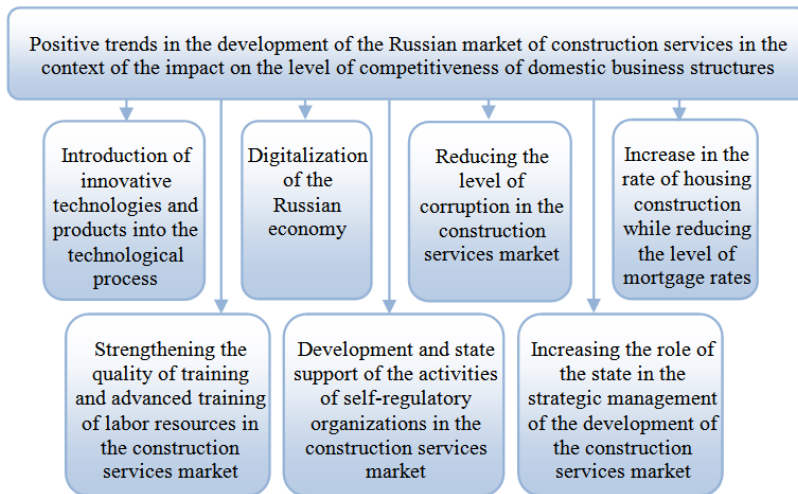 Positive trends in the development of the Russian market of construction services in the
context of the impact on the level of competitiveness of domestic business structures
Introduction of
innovative
technologies and
products into the
technological
process
Digitalization
of the
Russian
economy
Reducing the
level of
corruption in the
construction
services market
Increase in the
rate of housing
construction
while reducing
the level of
mortgage rates
Strengthening the
quality of training
and advanced training
of labor resources in
the construction
services market
Development and state
support of the activities
of self-regulatory
organizations in the
construction services
market
Increasing the role of
the state in the
strategic management
of the development of
the construction
services market